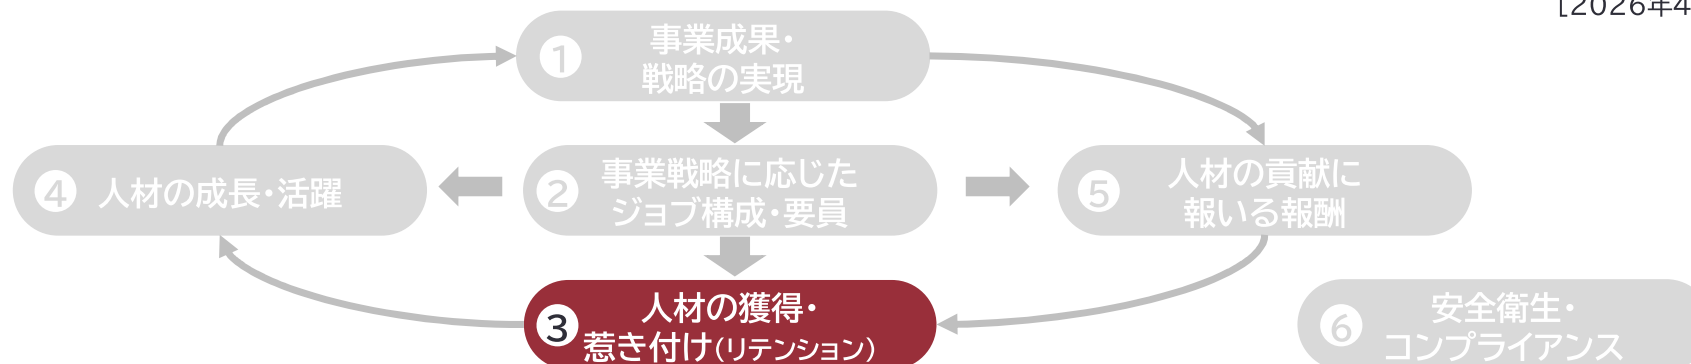 [2026年4
1 事業成果・
戦略の実現
4 人材の成長・活躍
2 事業戦略に応じた
ジョブ構成・要員
5 人材の貢献に
報いる報酬
3 人材の獲得・
惹き付け(リテンション)
6 安全衛生・
コンプライアンス